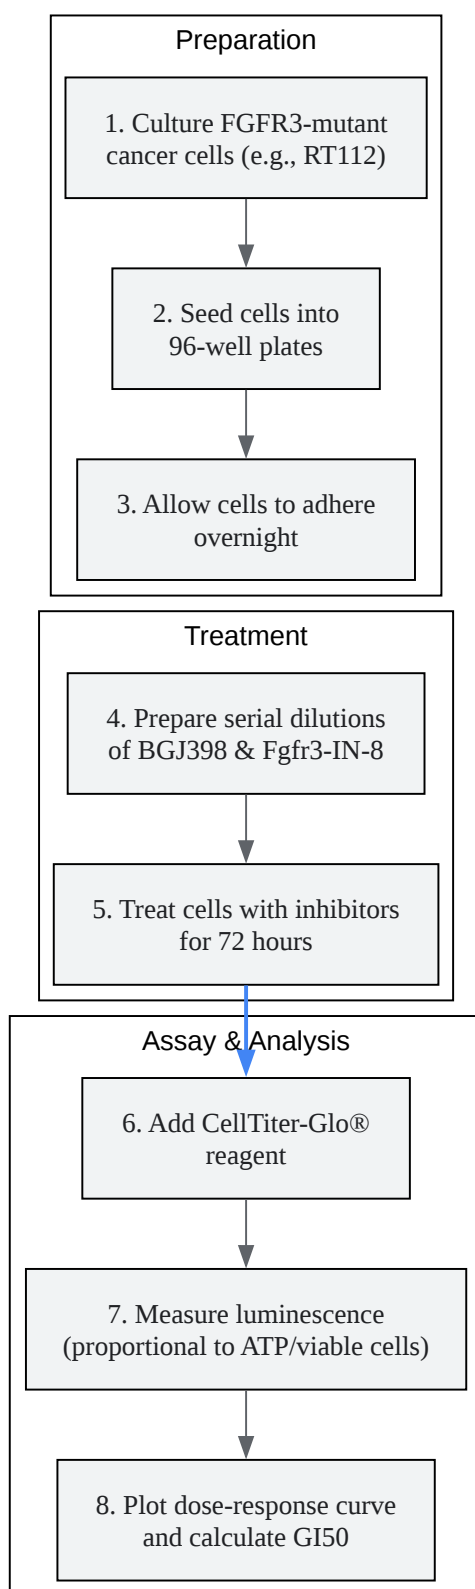 Preparation
1. Culture FGFR3-mutant
cancer cells (e.g., RT112)
2. Seed cells into
96-well plates
3. Allow cells to adhere
overnight
Treatment
4. Prepare serial dilutions
of BGJ398 & Fgfr3-IN-8
5. Treat cells with inhibitors
for 72 hours
Assay & Analysis
6. Add CellTiter-Glo®
reagent
7. Measure luminescence
(proportional to ATP/viable cells)
8. Plot dose-response curve
and calculate GI50